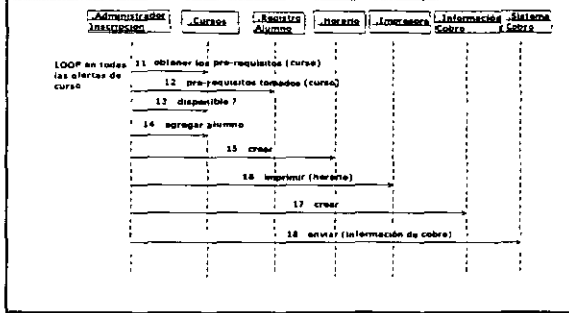 :Administrador
Inscripcion
:Cursos
:Registro
Alumno
:Horario
:Impresora
:Información
Cobro
:Sistema
Cobro
LOOP en todas
las ofertas de
curso
11 obtener los pre-requisitos (curso)
12 pre-requisitos tomados (curso)
13 disponible ?
14 agregar alumno
15 crear
16 imprimir (horario)
17 crear
18 enviar (información de cobro)